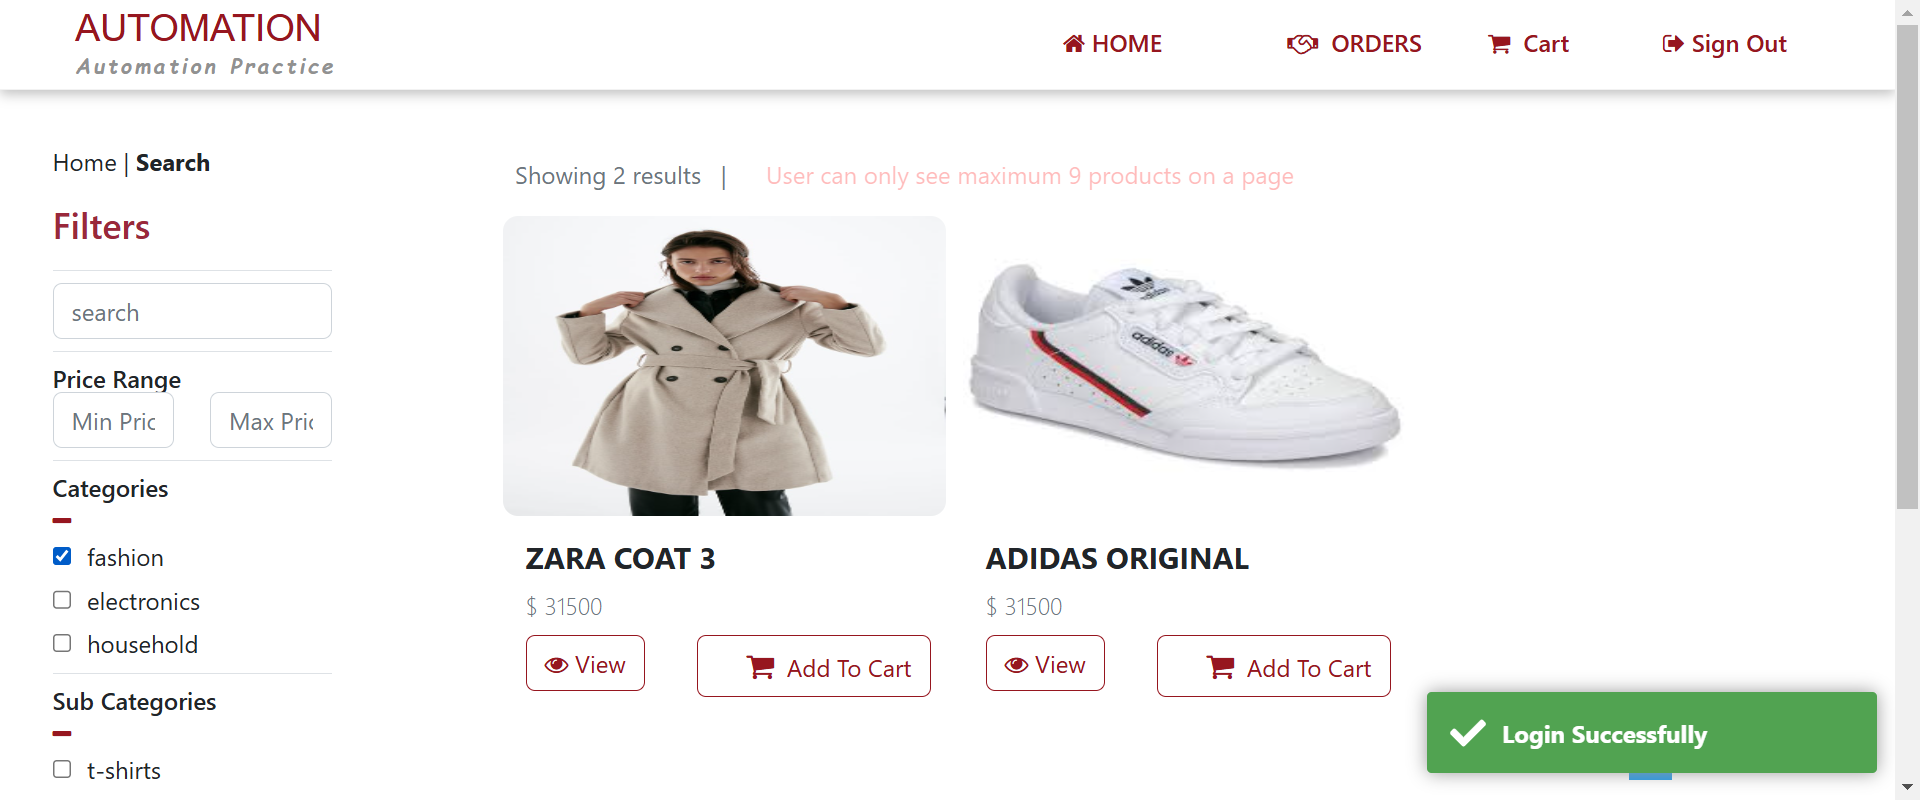 AUTOMATION
Automation Practice
HOME
ORDERS
Cart
Sign Out
Home | Search
Filters
search
Price Range
Min Pric
Max Pric
Categories
fashion
electronics
household
Sub Categories
t-shirts
Showing 2 results |
User can only see maximum 9 products on a page
adidas
adidas
ZARA COAT 3
$ 31500
View
Add To Cart
ADIDAS ORIGINAL
$ 31500
View
Add To Cart
Login Successfully